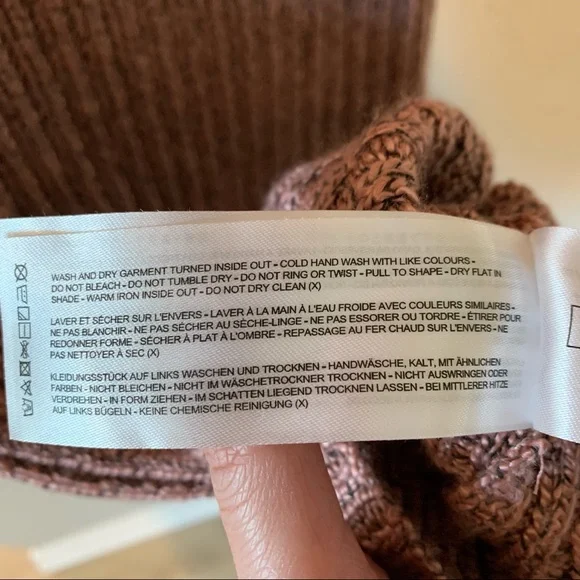 WASH AND DRY GARMENT TURNED INSIDE OUT - COLD HAND WASH WITH LIKE COLOURS -
DO NOT BLEACH - DO NOT TUMBLE DRY - DO NOT RING OR TWIST - PULL TO SHAPE - DRY FLAT IN
SHADE - WARM IRON INSIDE OUT - DO NOT DRY CLEAN (X)
LAVER ET SÉCHER SUR L'ENVERS - LAVER À LA MAIN À L'EAU FROIDE AVEC COULEURS SIMILAIRES -
NE PAS BLANCHIR - NE PAS SÉCHER AU SÈCHE-LINGE - NE PAS ESSORER OU TORDRE - ÉTIRER POUR
REDONNER FORME - SÉCHER À PLAT À L'OMBRE - REPASSAGE AU FER CHAUD SUR L'ENVERS - NE
PAS NETTOYER À SEC (X)
KLEIDUNGSSTÜCK AUF LINKS WASCHEN UND TROCKNEN - HANDWÄSCHE, KALT, MIT ÄHNLICHEN
FARBEN - NICHT BLEICHEN - NICHT IM WÄSCHETROCKNER TROCKNEN - NICHT AUSWRINGEN ODER
VERDREHEN - IN FORM ZIEHEN - IM SCHATTEN LIEGEND TROCKNEN LASSEN - BEI MITTLERER HITZE
AUF LINKS BÜGELN - KEINE CHEMISCHE REINIGUNG (X)